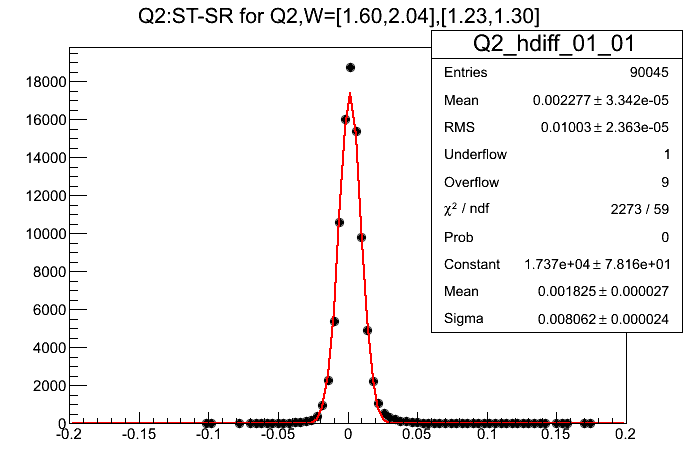 Q2:ST-SR for Q2,W=[1.60,2.04],[1.23,1.30]
Q2_hdiff_01_01
Entries 90045
Mean 0.002277 ± 3.342e-05
RMS 0.01003 ± 2.363e-05
Underflow 1
Overflow 9
χ² / ndf 2273 / 59
Prob 0
Constant 1.737e+04 ± 7.816e+01
Mean 0.001825 ± 0.000027
Sigma 0.008062 ± 0.000024
18000
16000
14000
12000
10000
8000
6000
4000
2000
0
-0.2 -0.15 -0.1 -0.05 0 0.05 0.1 0.15 0.2